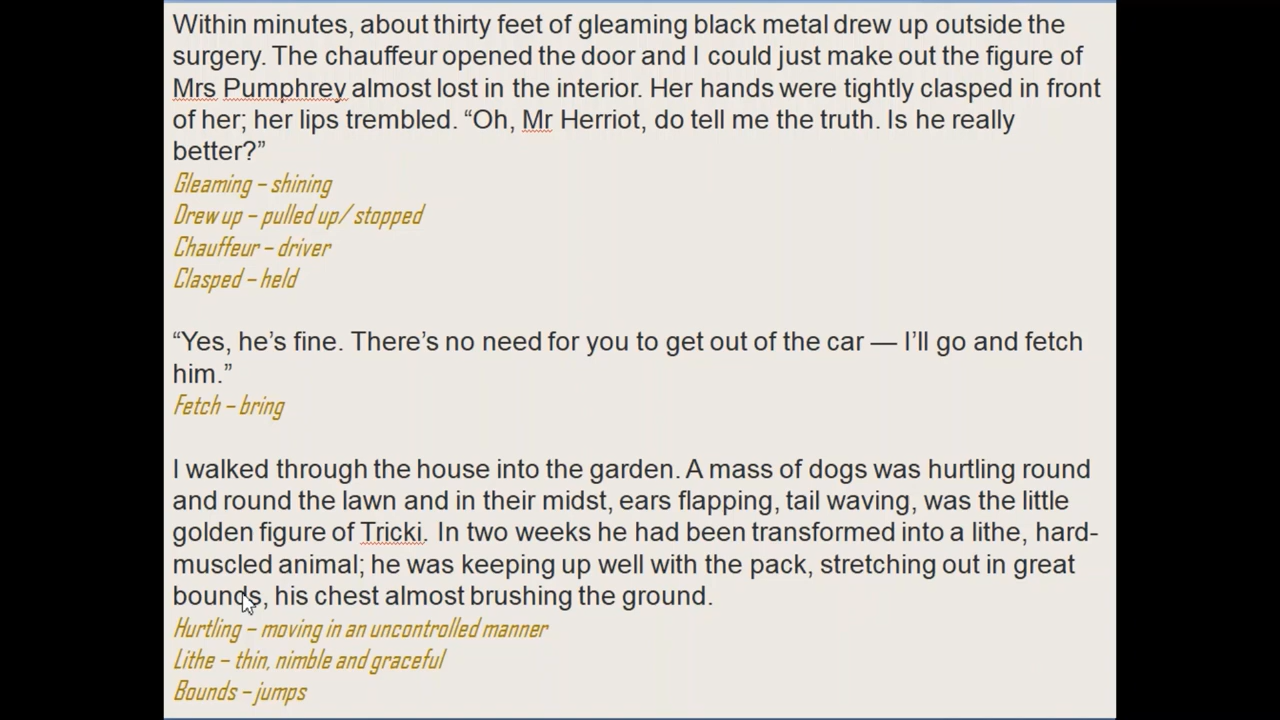 Within minutes, about thirty feet of gleaming black metal drew up outside the
surgery. The chauffeur opened the door and I could just make out the figure of
Mrs Pumphrey almost lost in the interior. Her hands were tightly clasped in front
of her; her lips trembled. “Oh, Mr Herriot, do tell me the truth. Is he really
better?”
Gleaming – shining
Drew up – pulled up/ stopped
Chauffeur – driver
Clasped – held
“Yes, he’s fine. There’s no need for you to get out of the car — I’ll go and fetch
him.”
Fetch – bring
I walked through the house into the garden. A mass of dogs was hurtling round
and round the lawn and in their midst, ears flapping, tail waving, was the little
golden figure of Tricki. In two weeks he had been transformed into a lithe, hard-
muscled animal; he was keeping up well with the pack, stretching out in great
bounds, his chest almost brushing the ground.
Hurtling – moving in an uncontrolled manner
Lithe – thin, nimble and graceful
Bounds – jumps